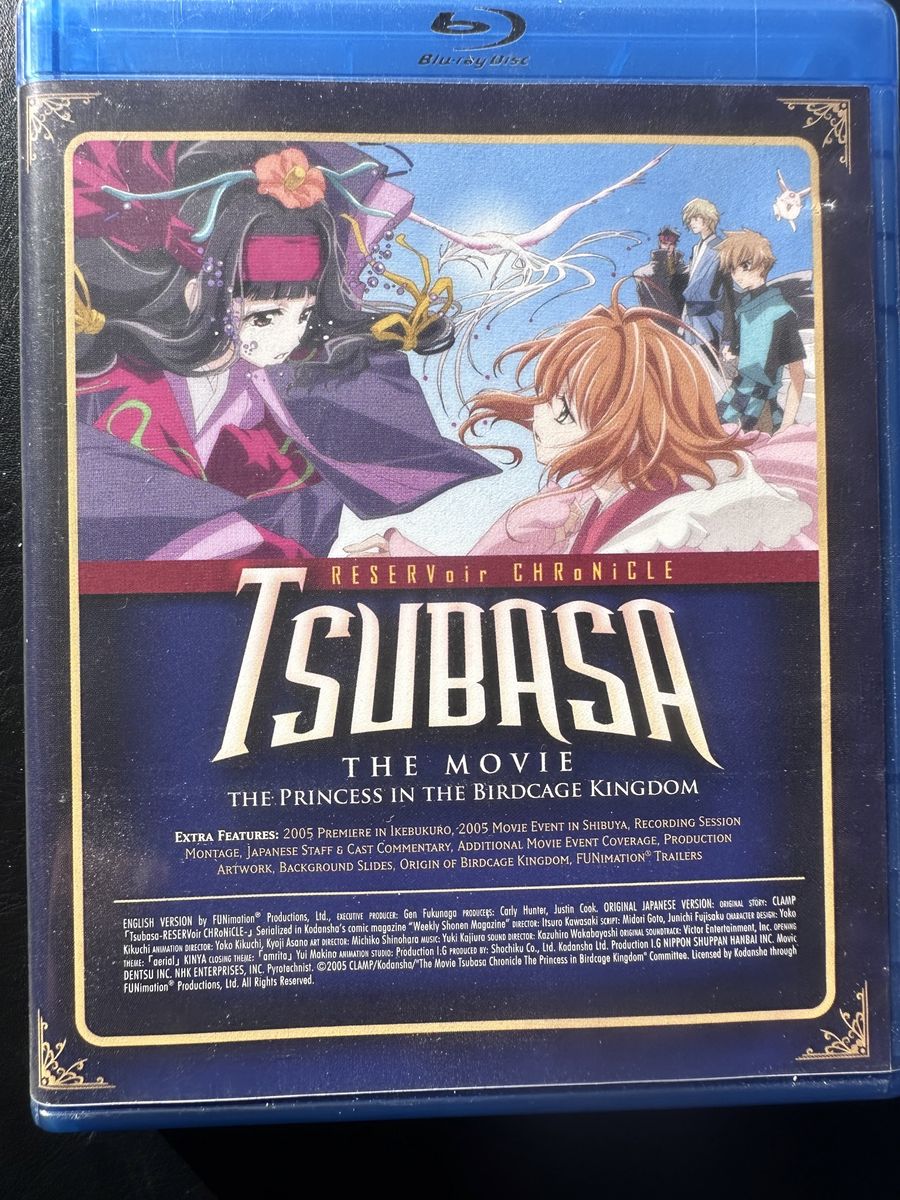 Blu-ray Disc
RESERVoir CHRoNiCLE
TSUBASA
THE MOVIE
THE PRINCESS IN THE BIRDCAGE KINGDOM
EXTRA FEATURES: 2005 PREMIERE IN IKEBUKURO, 2005 MOVIE EVENT IN SHIBUYA, RECORDING SESSION
MONTAGE, JAPANESE STAFF & CAST COMMENTARY, ADDITIONAL MOVIE EVENT COVERAGE, PRODUCTION
ARTWORK, BACKGROUND SLIDES, ORIGIN OF BIRDCAGE KINGDOM, FUNIMATION® TRAILERS
ENGLISH VERSION by FUNimation® Productions, Ltd., EXECUTIVE PRODUCER: Gen Fukunaga PRODUCERS: Carly Hunter, Justin Cook. ORIGINAL JAPANESE VERSION: ORIGINAL STORY: CLAMP
「Tsubasa-RESERVoir CHRoNiCLE-」 Serialized in Kodansha's comic magazine "Weekly Shonen Magazine" DIRECTOR: Itsuro Kawasaki SCRIPT: Midori Goto, Junichi Fujisaku CHARACTER DESIGN: Yoko
Kikuchi ANIMATION DIRECTOR: Yoko Kikuchi, Kyoji Asano ART DIRECTOR: Michiko Shinohara MUSIC: Yuki Kajiura SOUND DIRECTOR: Kazuhiro Wakabayashi ORIGINAL SOUNDTRACK: Victor Entertainment, Inc. OPENING
THEME: 「aerial」 KINYA CLOSING THEME: 「amrita」 Yui Makino ANIMATION STUDIO: Production I.G PRODUCED BY: Shochiku Co., Ltd. Kodansha Ltd. Production I.G NIPPON SHUPPAN HANBAI INC. Movic
DENTSU INC. NHK ENTERPRISES, INC. Pyrotechnist. ©2005 CLAMP/Kodansha/"The Movie Tsubasa Chronicle The Princess in Birdcage Kingdom" Committee. Licensed by Kodansha through
FUNimation® Productions, Ltd. All Rights Reserved.